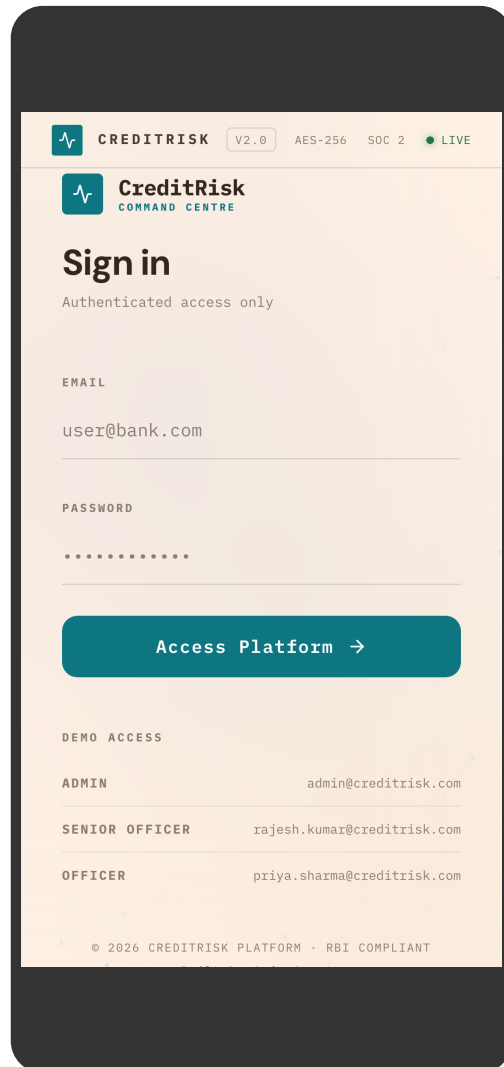 CREDITRISK V2.0 AES-256 SOC 2 LIVE
CreditRisk
COMMAND CENTRE
Sign in
Authenticated access only
EMAIL
user@bank.com
PASSWORD
••••••••••••
Access Platform →
DEMO ACCESS
ADMIN admin@creditrisk.com
SENIOR OFFICER rajesh.kumar@creditrisk.com
OFFICER priya.sharma@creditrisk.com
© 2026 CREDITRISK PLATFORM · RBI COMPLIANT